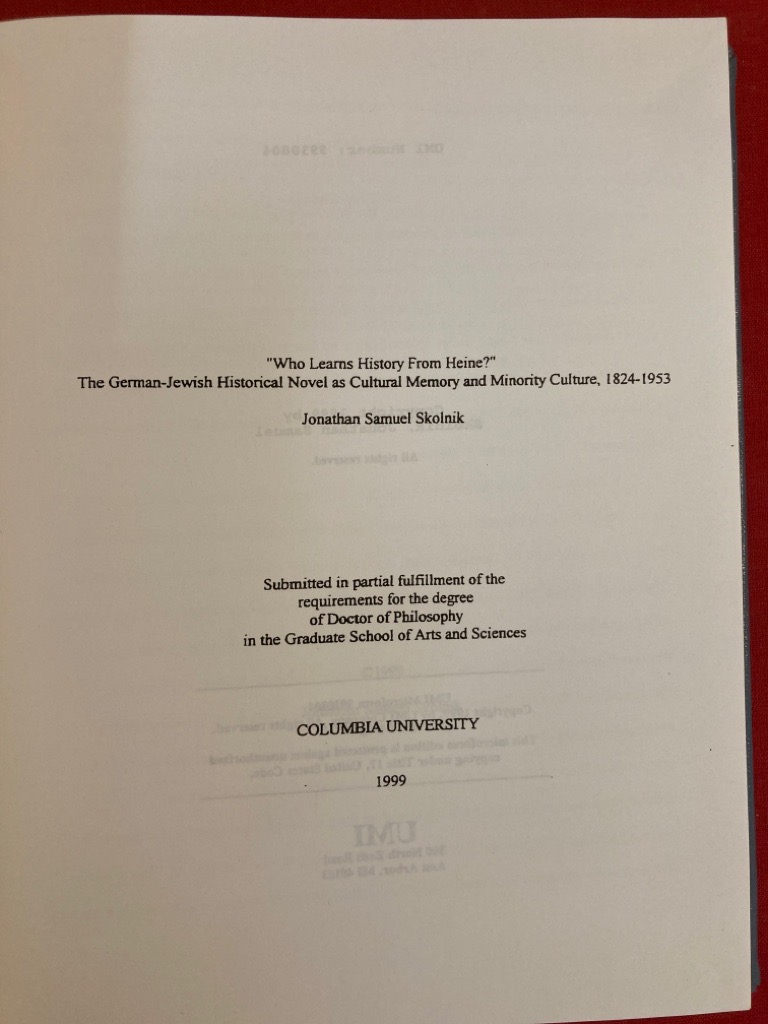 "Who Learns History From Heine?"
The German-Jewish Historical Novel as Cultural Memory and Minority Culture, 1824-1953
Jonathan Samuel Skolnik
Submitted in partial fulfillment of the
requirements for the degree
of Doctor of Philosophy
in the Graduate School of Arts and Sciences
COLUMBIA UNIVERSITY
1999